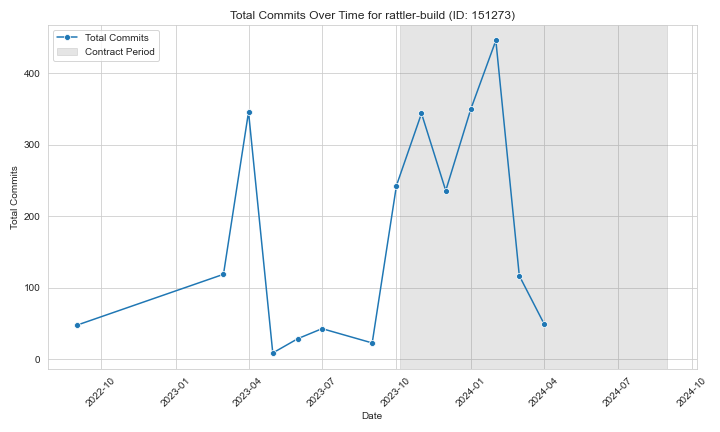 Total Commits Over Time for rattler-build (ID: 151273)
Total Commits
Contract Period
400
300
200
100
0
Total Commits
2022-10
2023-01
2023-04
2023-07
2023-10
2024-01
2024-04
2024-07
2024-10
Date